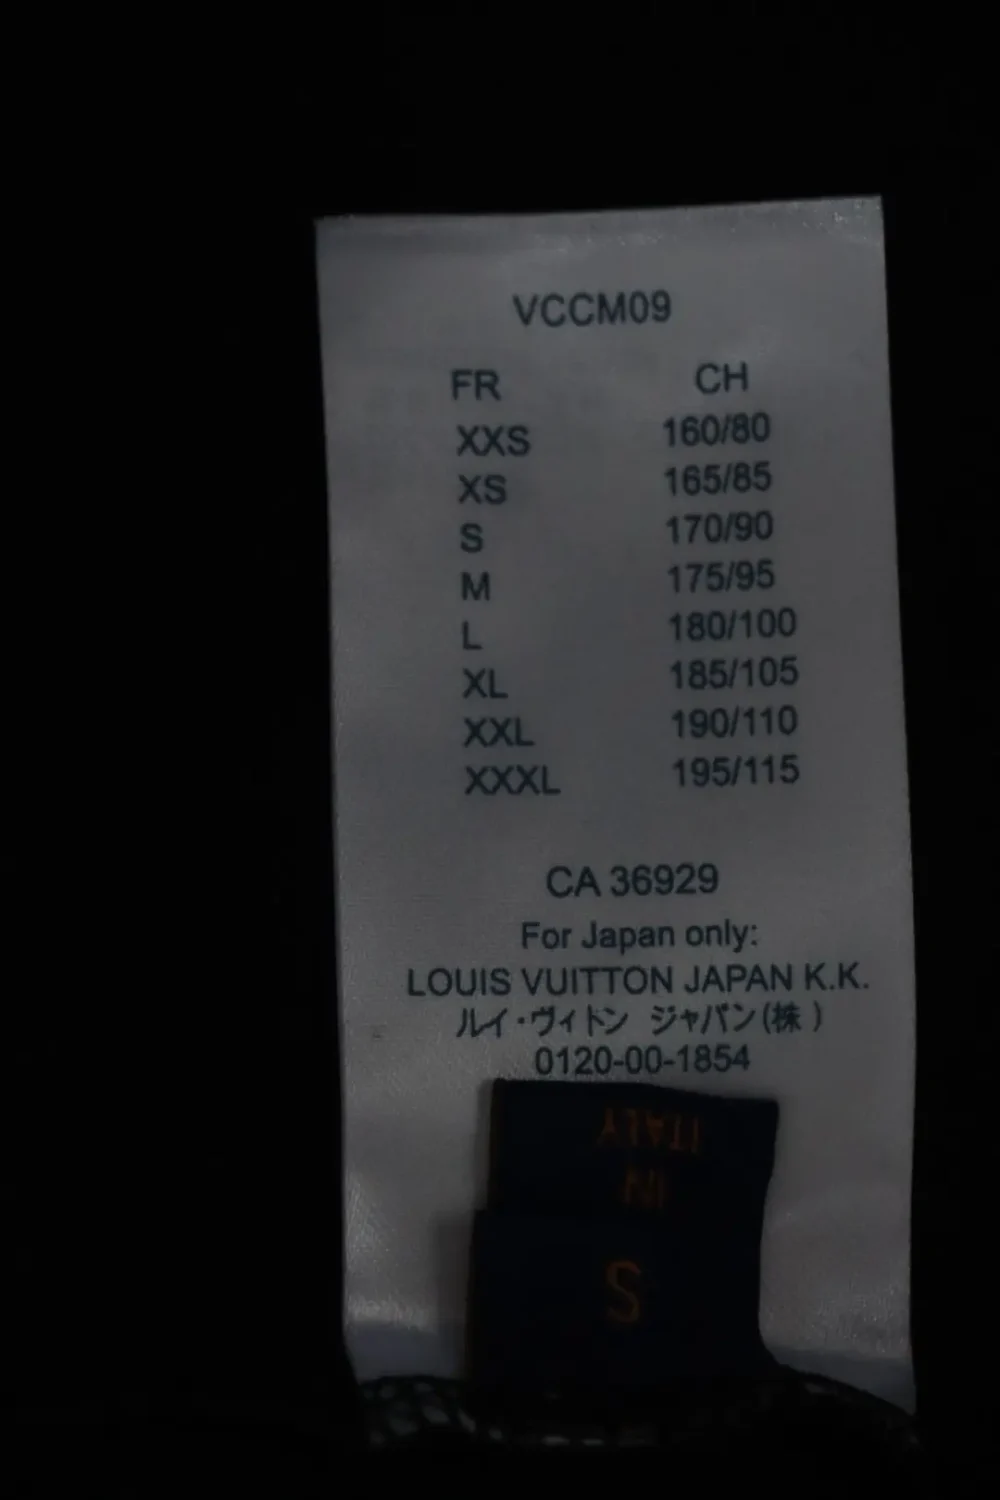 VCCM09
FR CH
XXS 160/80
XS 165/85
S 170/90
M 175/95
L 180/100
XL 185/105
XXL 190/110
XXXL 195/115
CA 36929
For Japan only:
LOUIS VUITTON JAPAN K.K.
ルイ・ヴィトン ジャパン(株)
0120-00-1854
IN
ITALY
S